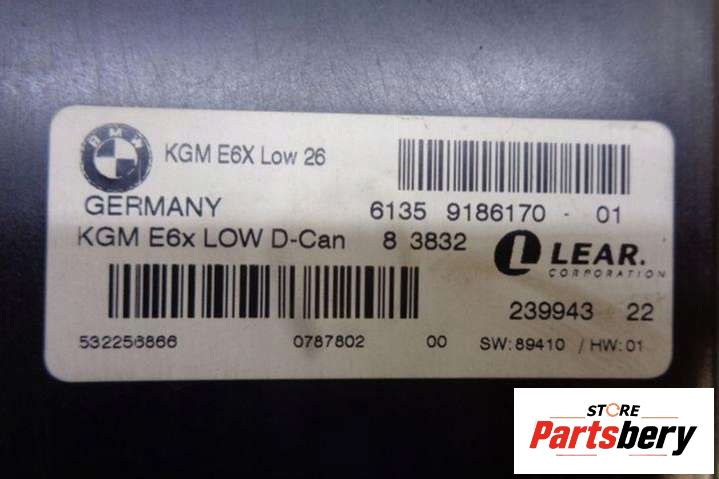 BMW
KGM E6X Low 26
GERMANY 6135 9186170 - 01
KGM E6x LOW D-Can 8 3832
LEAR.
CORPORATION
239943 22
532256866 0787802 00 SW:89410 / HW:01
STORE
Partsbery